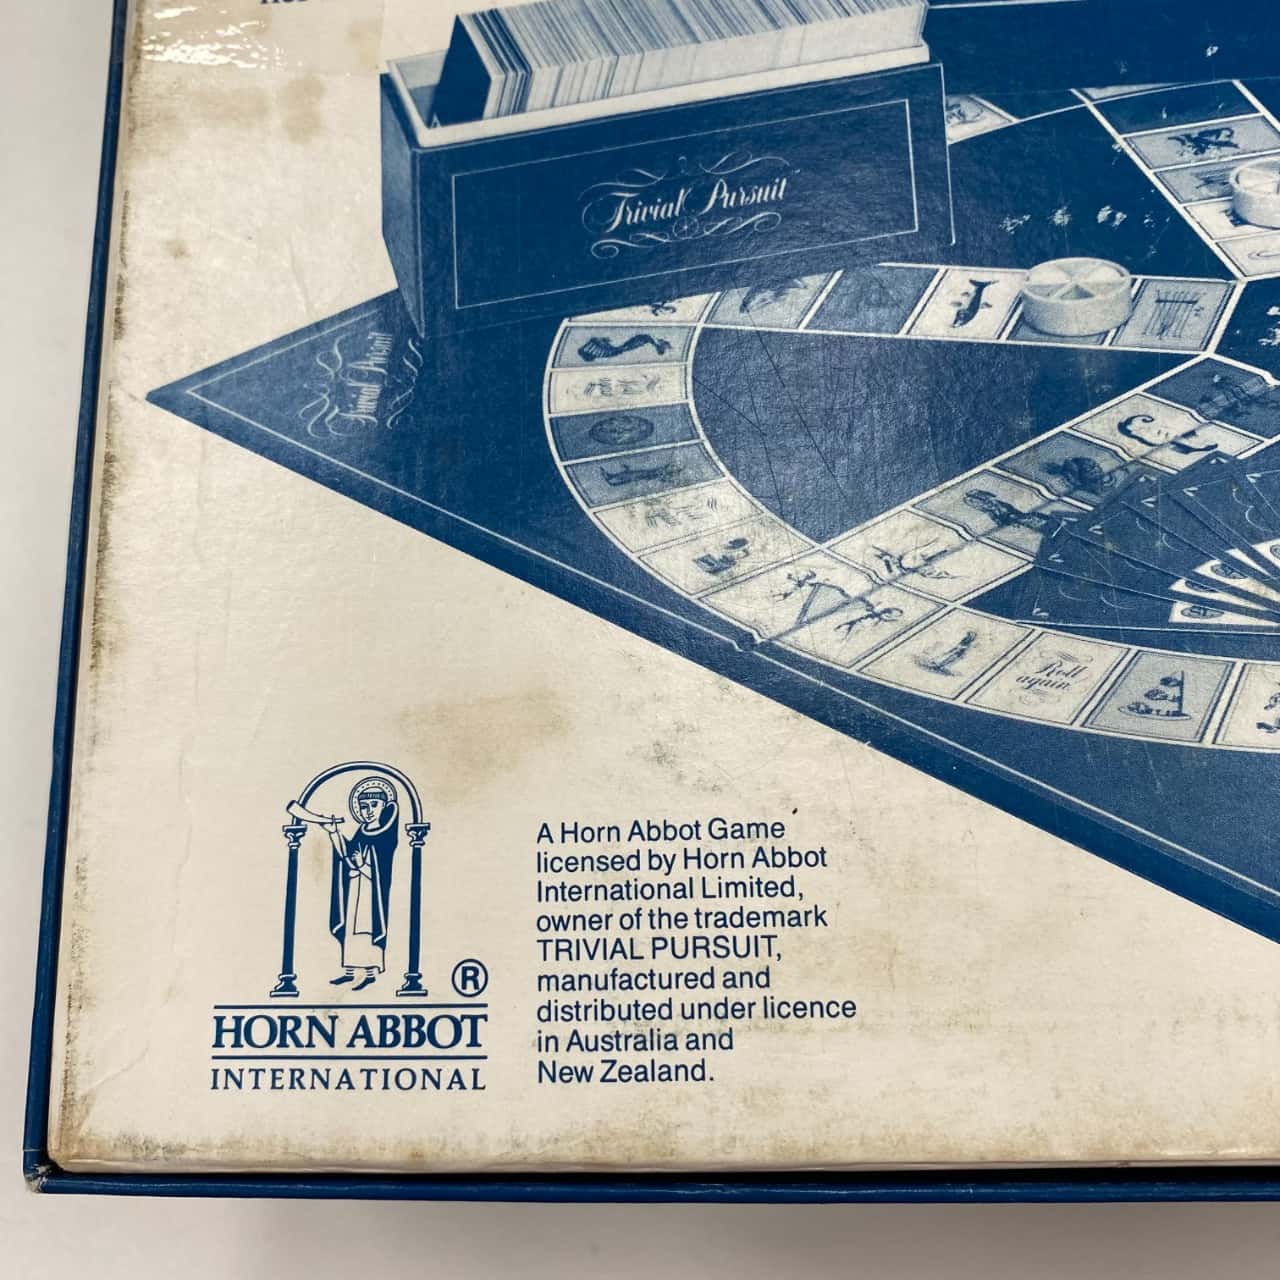 Trivial Pursuit
Trivial Pursuit
Roll
again
A Horn Abbot Game
licensed by Horn Abbot
International Limited,
owner of the trademark
TRIVIAL PURSUIT,
manufactured and
distributed under licence
in Australia and
New Zealand.
®
HORN ABBOT
INTERNATIONAL